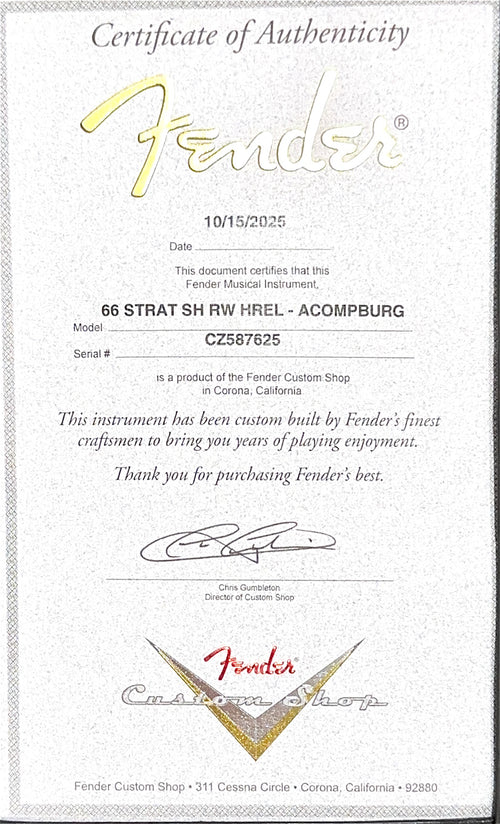 Certificate of Authenticity
Fender®
10/15/2025
Date
This document certifies that this
Fender Musical Instrument,
66 STRAT SH RW HREL - ACOMPBURG
Model
CZ587625
Serial #
is a product of the Fender Custom Shop
in Corona, California
This instrument has been custom built by Fender's finest
craftsmen to bring you years of playing enjoyment.
Thank you for purchasing Fender's best.
Chris Gumbleton
Director of Custom Shop
Fender
Custom Shop
Fender Custom Shop • 311 Cessna Circle • Corona, California • 92880